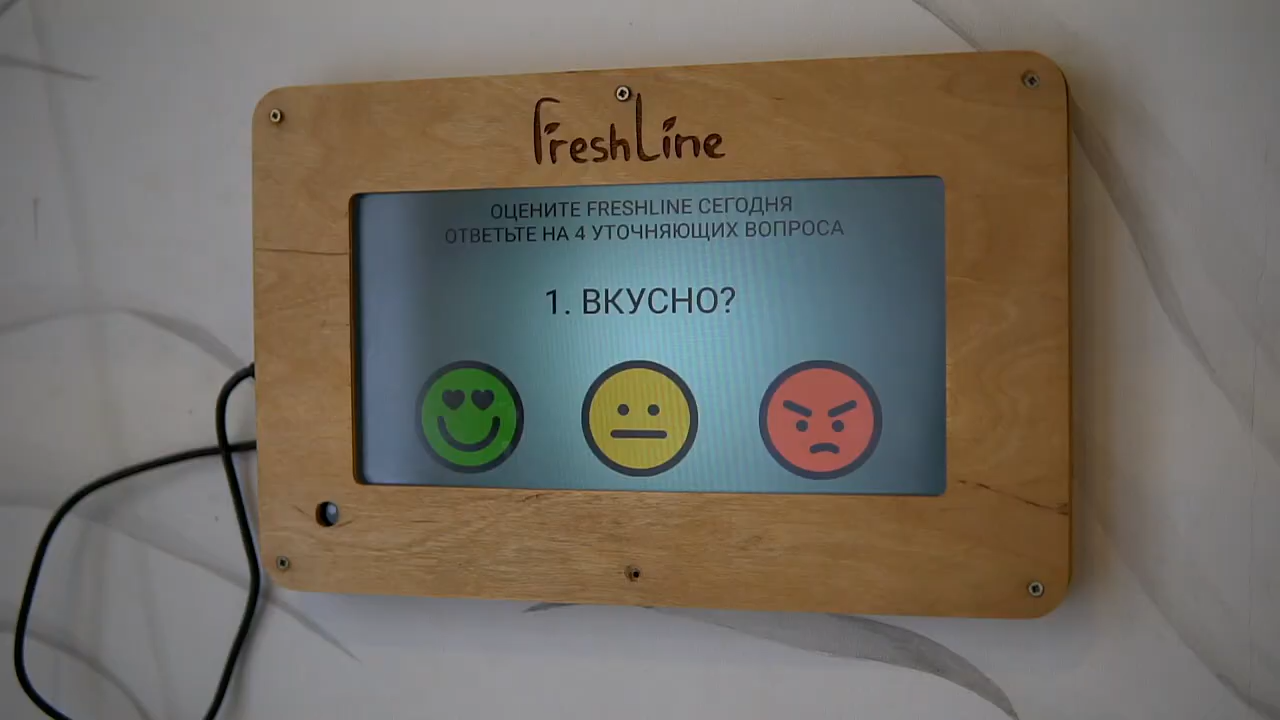 FreshLine
ОЦЕНИТЕ FRESHLINE СЕГОДНЯ
ОТВЕТЬТЕ НА 4 УТОЧНЯЮЩИХ ВОПРОСА
1. ВКУСНО?